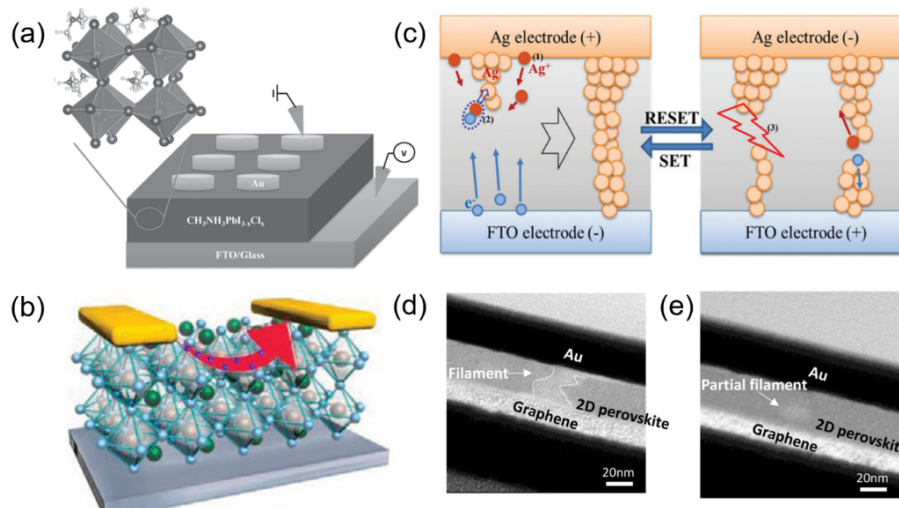 (a)
I
V
Au
CH₃NH₃PbI₃₋ₓClₓ
FTO/Glass
(b)
(c)
Ag electrode (+)
Ag
(1)
Ag⁺
(2)
e⁻
FTO electrode (-)
RESET
SET
Ag electrode (-)
(3)
FTO electrode (+)
(d)
Au
Filament
2D perovskite
Graphene
20nm
(e)
Au
Partial filament
2D perovskite
Graphene
20nm